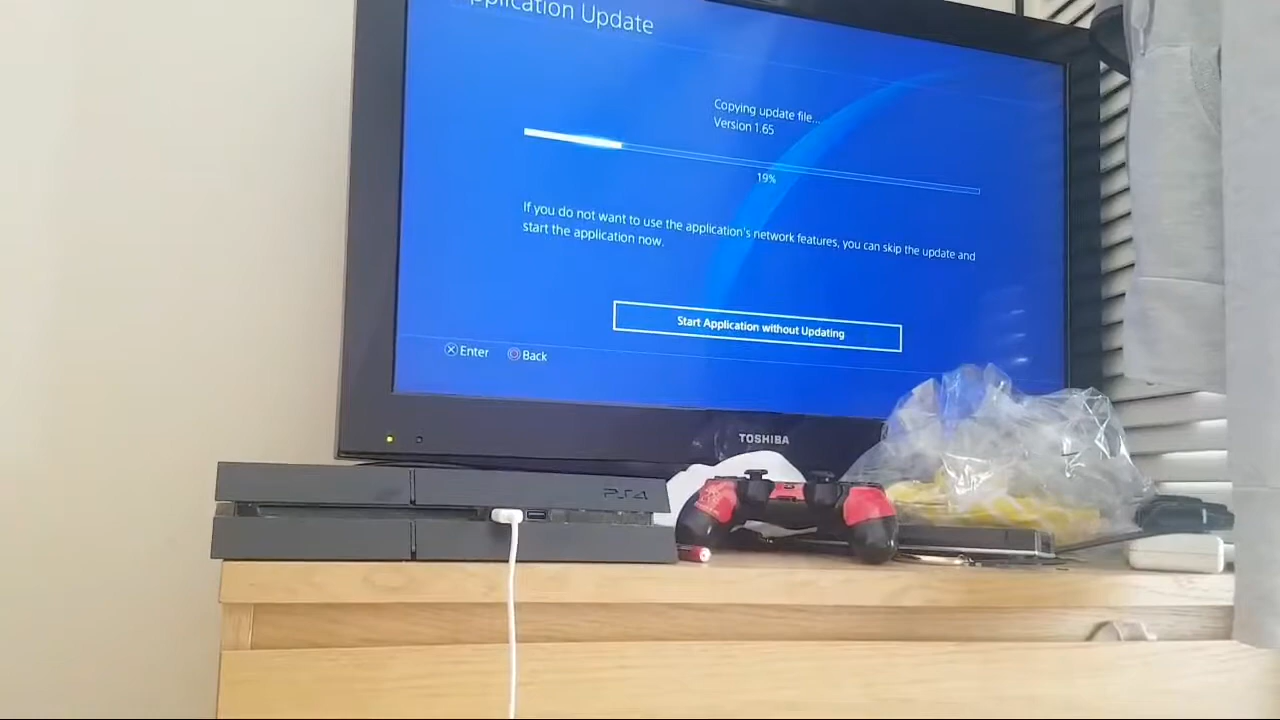 plication Update
Copying update file...
Version 1.65
19%
If you do not want to use the application's network features, you can skip the update and
start the application now.
Start Application without Updating
Enter Back
TOSHIBA
PS4